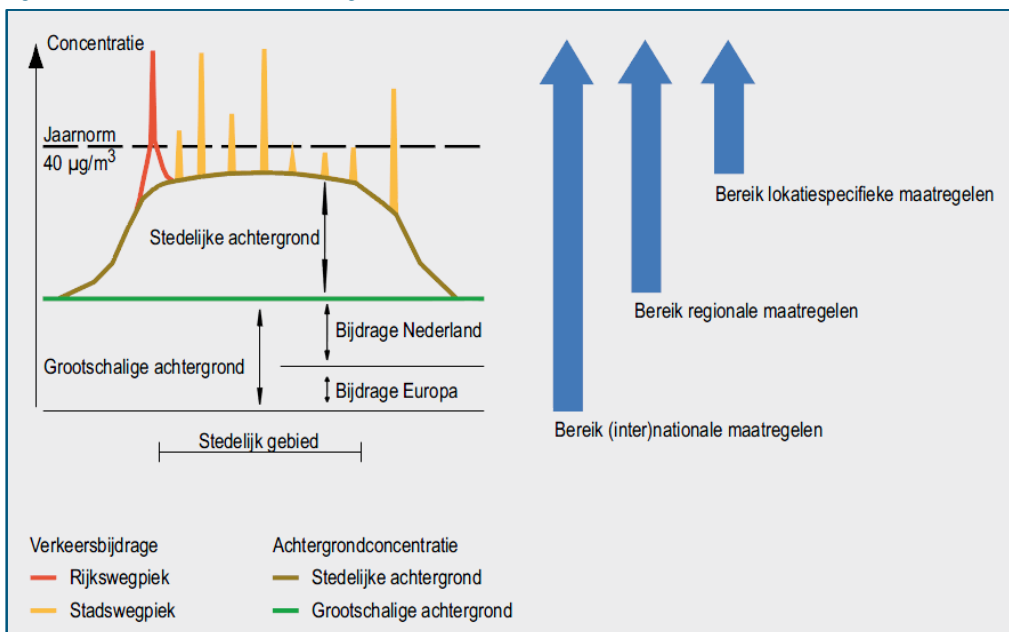 Concentratie
Jaarnorm
40 µg/m³
Stedelijke achtergrond
Bijdrage Nederland
Grootschalige achtergrond
Bijdrage Europa
Stedelijk gebied
Bereik lokatiespecifieke maatregelen
Bereik regionale maatregelen
Bereik (inter)nationale maatregelen
Verkeersbijdrage
Rijkswegpiek
Stadswegpiek
Achtergrondconcentratie
Stedelijke achtergrond
Grootschalige achtergrond